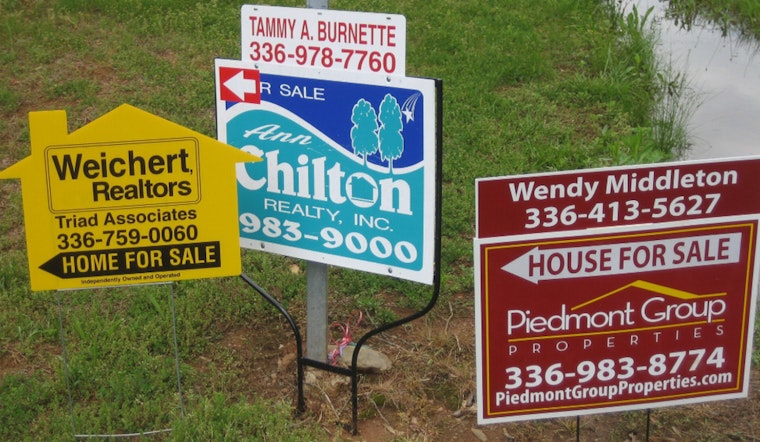 TAMMY A. BURNETTE
336-978-7760
R SALE
Ann
Chilton
REALTY, INC.
983-9000
Weichert,
Realtors
Triad Associates
336-759-0060
HOME FOR SALE
Independently Owned and Operated
Wendy Middleton
336-413-5627
HOUSE FOR SALE
Piedmont Group
PROPERTIES
336-983-8774
PiedmontGroupProperties.com